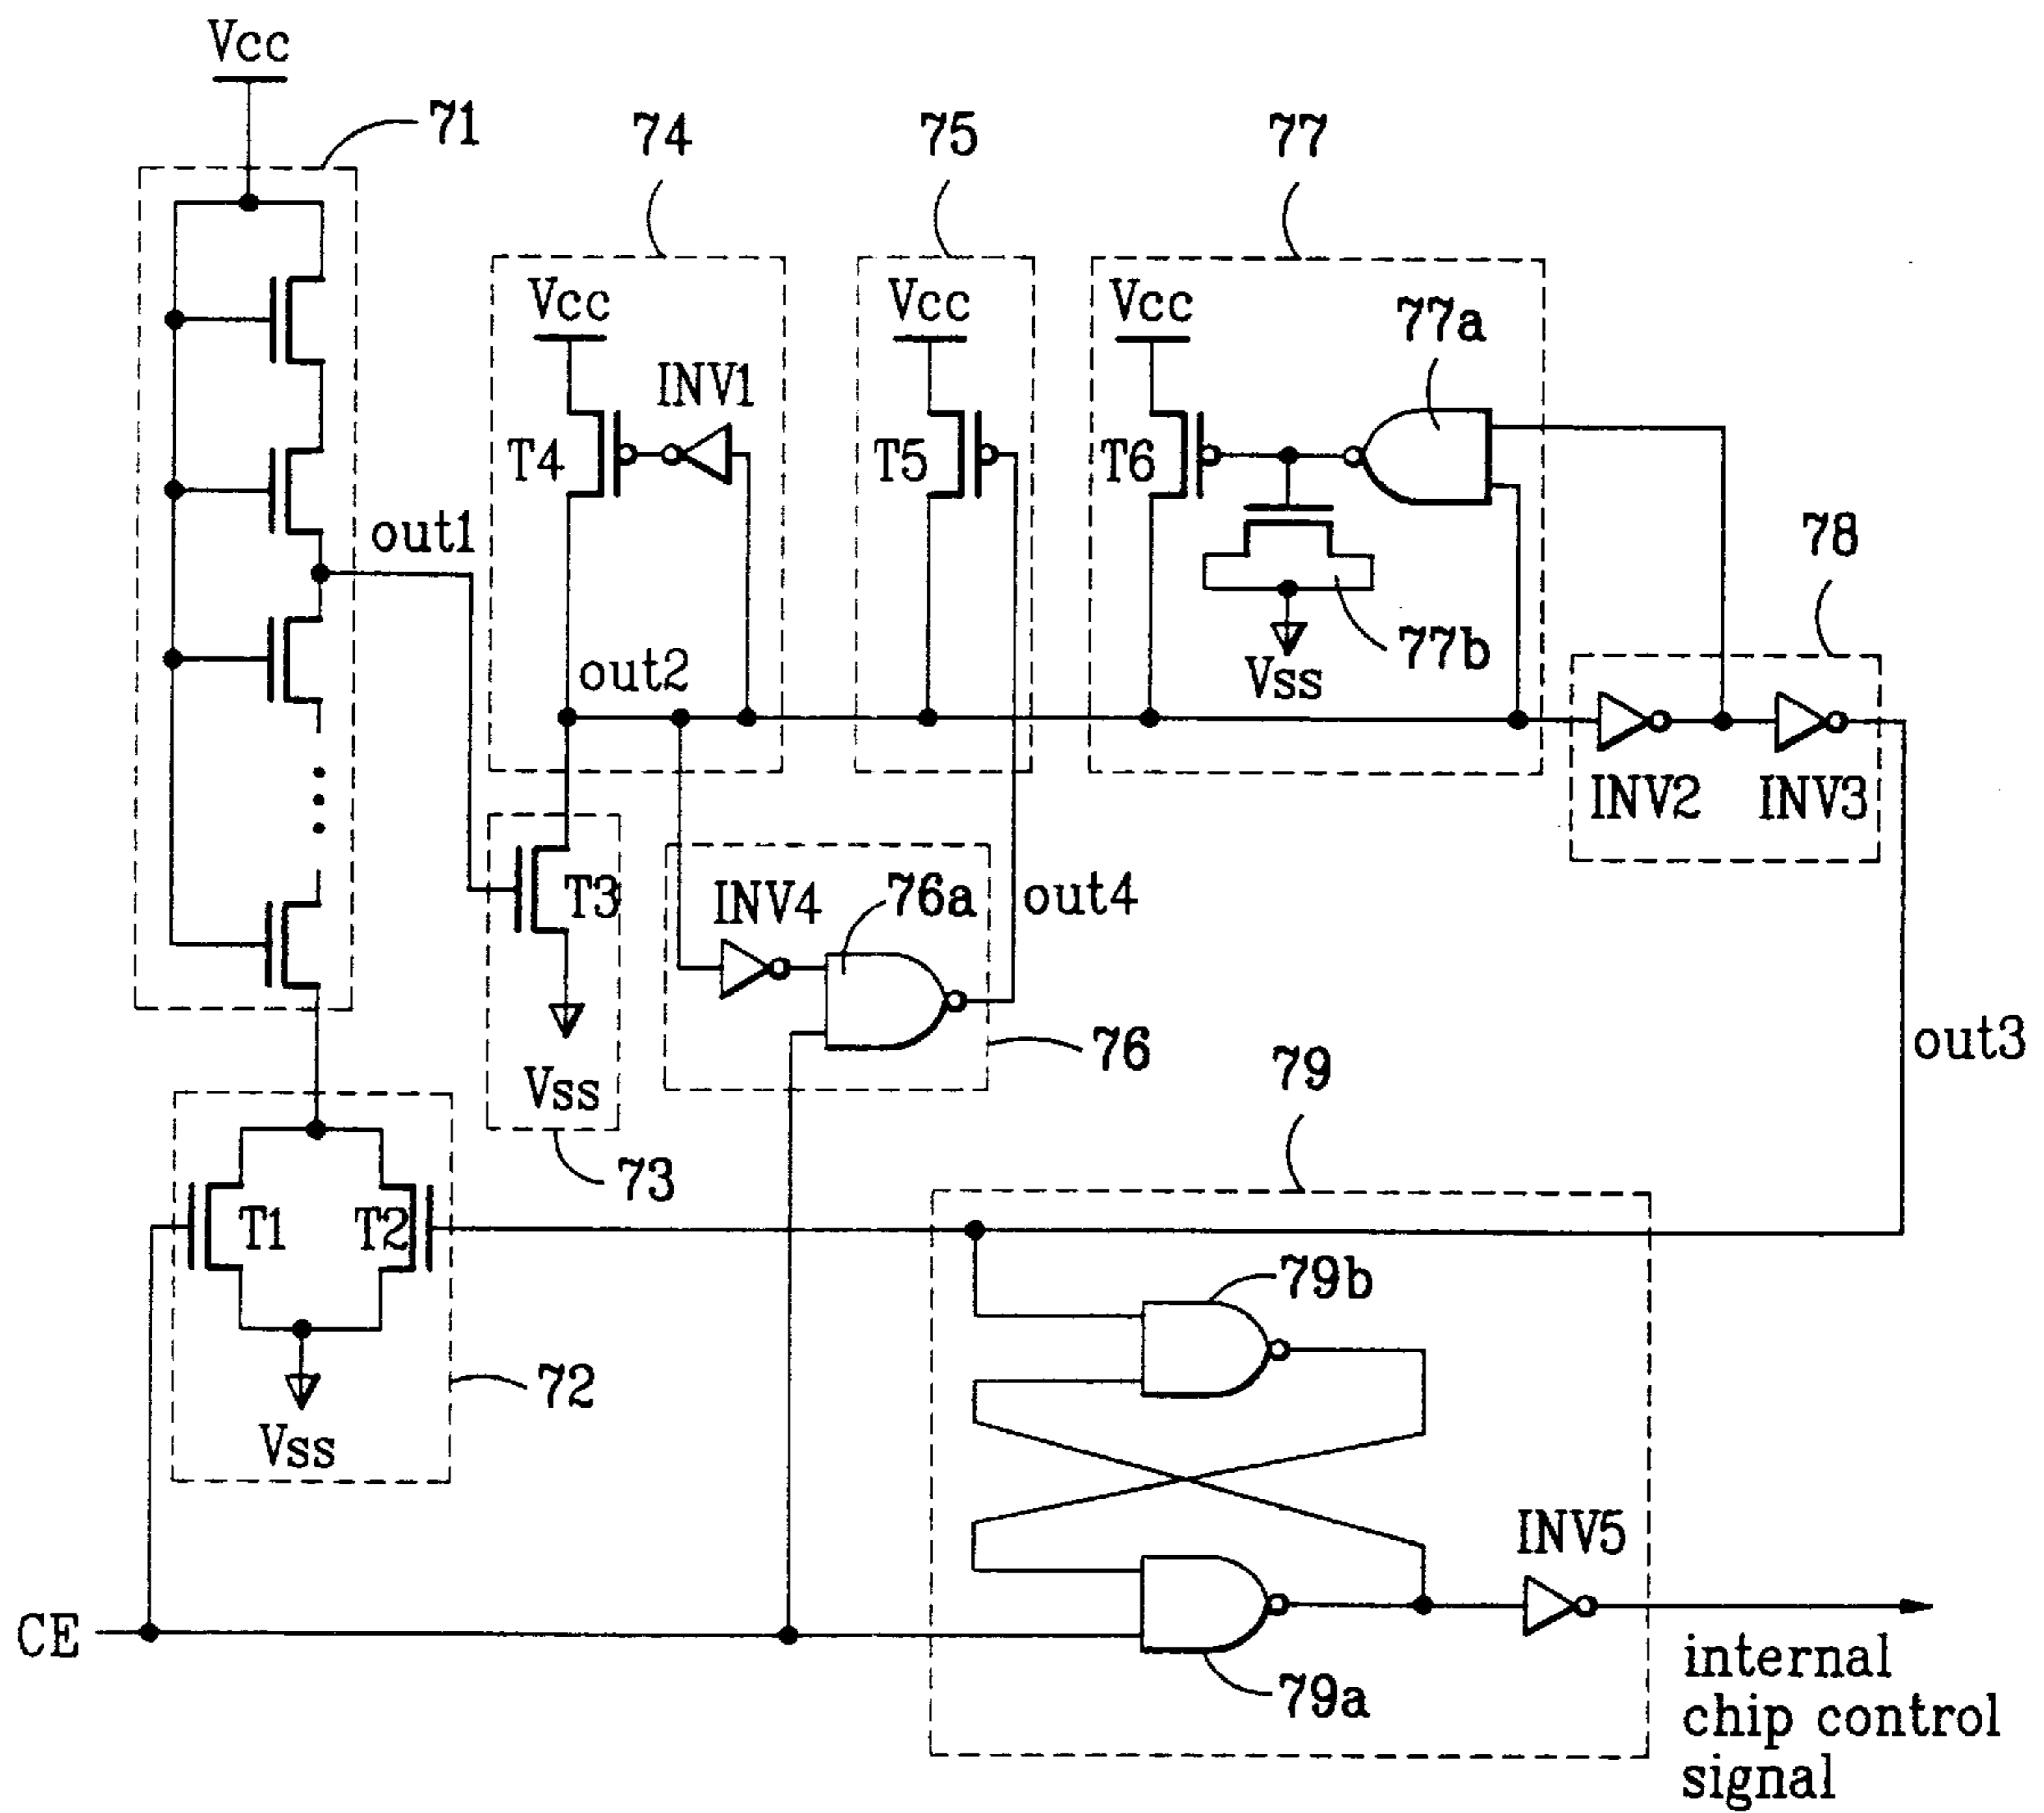 Vcc
71
74
75
77
Vcc
Vcc
Vcc
77a
INV1
T4
T5
T6
out1
78
77b
Vss
out2
INV2
INV3
T3
INV4
76a
out4
Vss
76
79
out3
73
T1
T2
79b
72
Vss
INV5
CE
79a
internal
chip control
signal